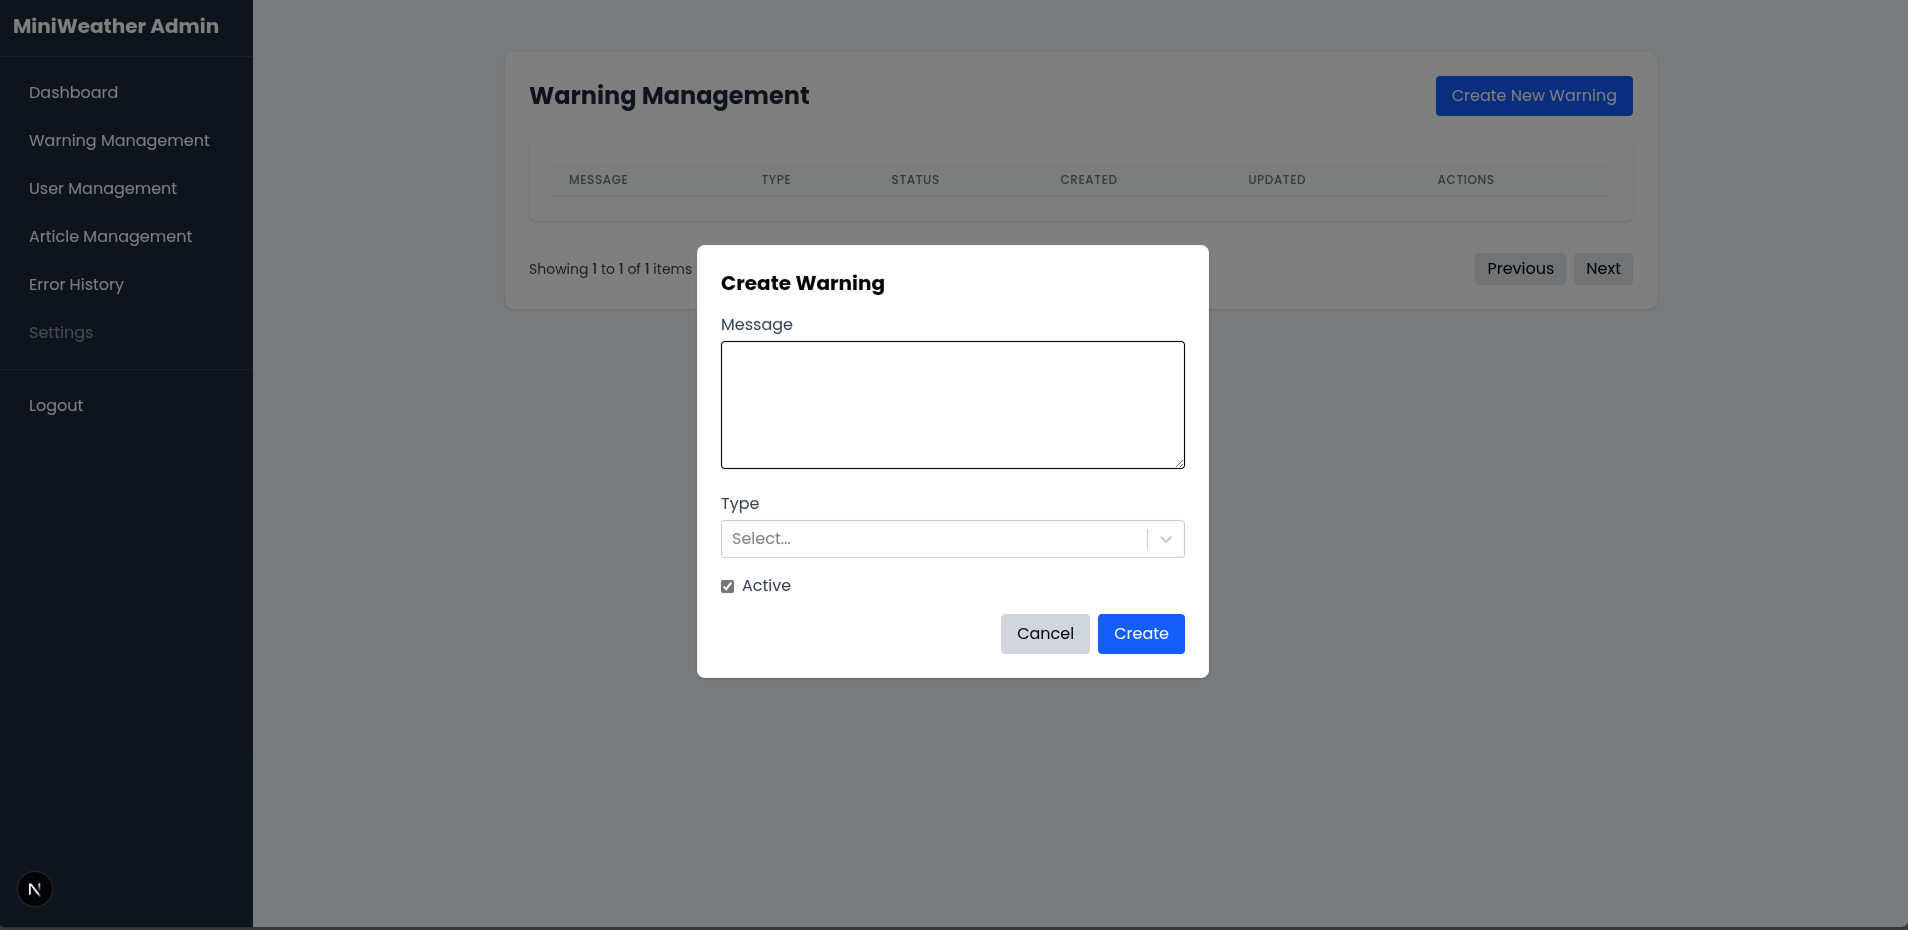 MiniWeather Admin
Dashboard
Warning Management
User Management
Article Management
Error History
Settings
Logout
N
Warning Management
Create New Warning
MESSAGE TYPE STATUS CREATED UPDATED ACTIONS
Showing 1 to 1 of 1 items
Previous Next
Create Warning
Message
Type
Select...
Active
Cancel Create